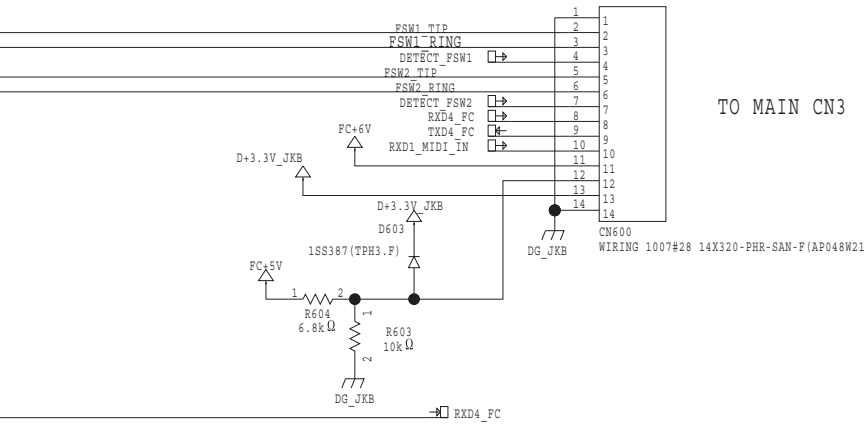 1
1
FSW1_TIP
2
2
FSW1_RING
3
3
DETECT_FSW1
4
4
FSW2_TIP
5
5
FSW2_RING
6
6
DETECT_FSW2
7
7
RXD4_FC
8
8
TXD4_FC
9
9
RXD1_MIDI_IN
10
10
11
11
12
12
13
13
14
14
TO MAIN CN3
FC+6V
D+3.3V_JKB
D+3.3V_JKB
D603
1SS387(TPH3.F)
DG_JKB
CN600
WIRING 1007#28 14X320-PHR-SAN-F(AP048W21
FC+5V
1
2
R604
6.8kΩ
1
R603
10kΩ
2
DG_JKB
RXD4_FC